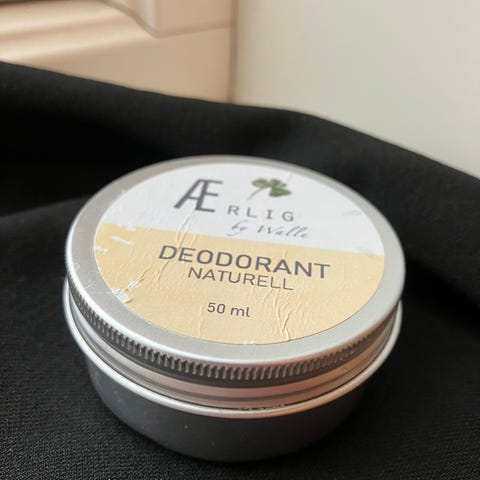 ÆRLIG
by Walle
DEODORANT
NATURELL
50 ml